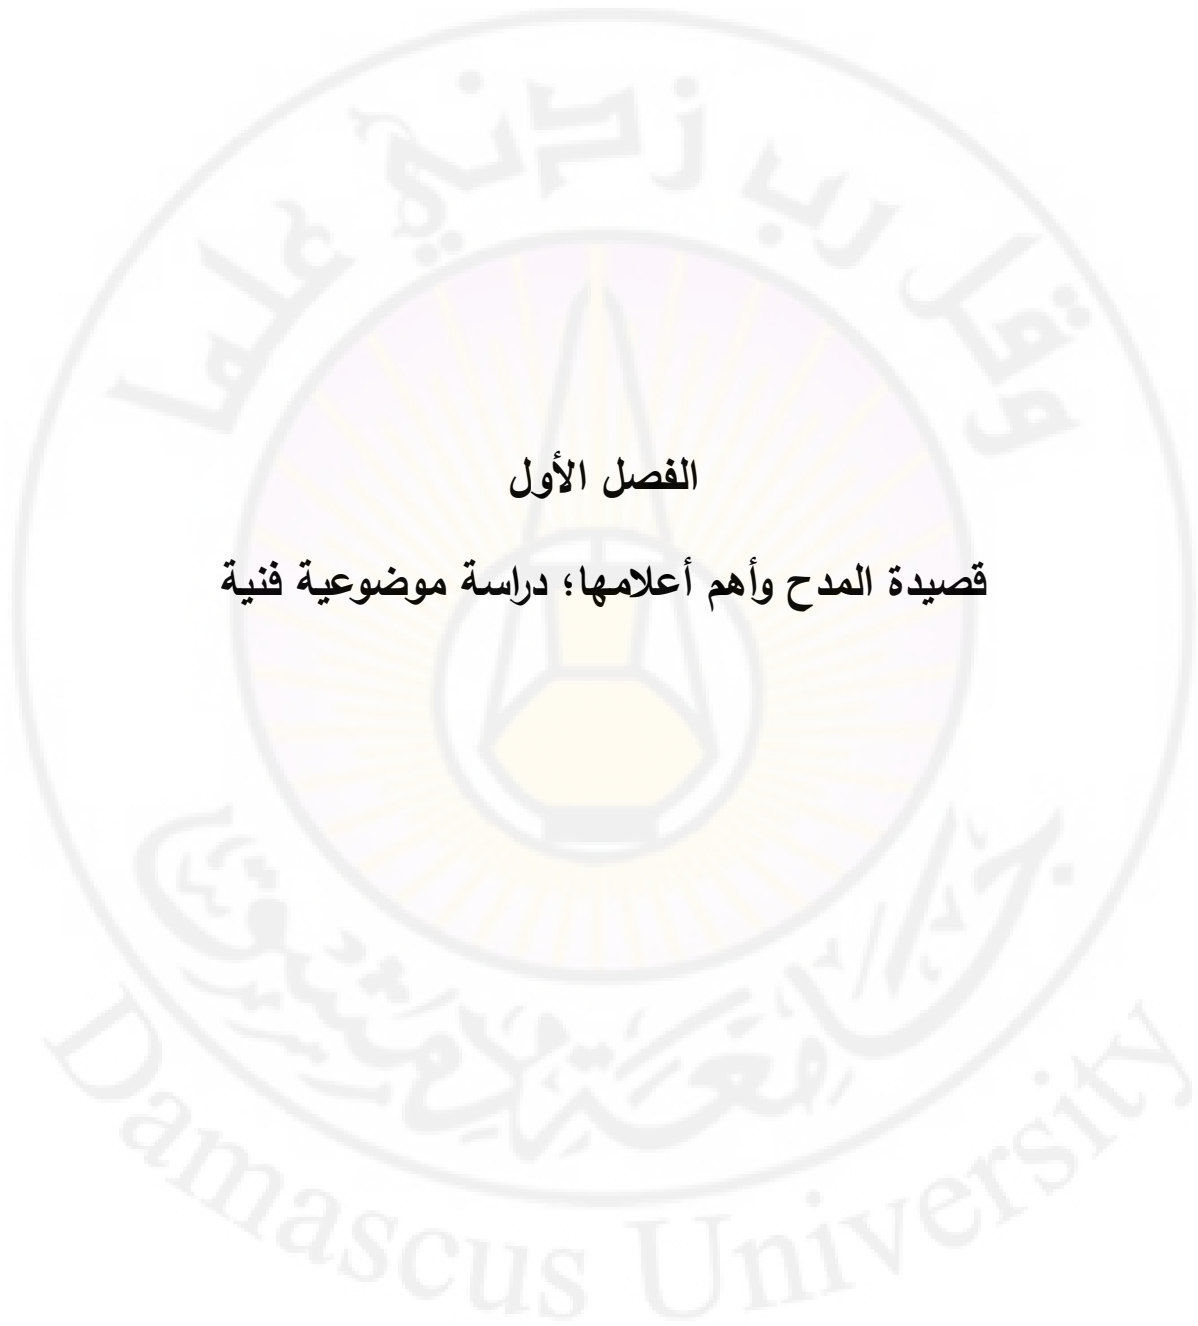 وقل رب زدني علما
الفصل الأول
قصيدة المدح وأهم أعلامها؛ دراسة موضوعية فنية
جامعة دمشق
Damascus University